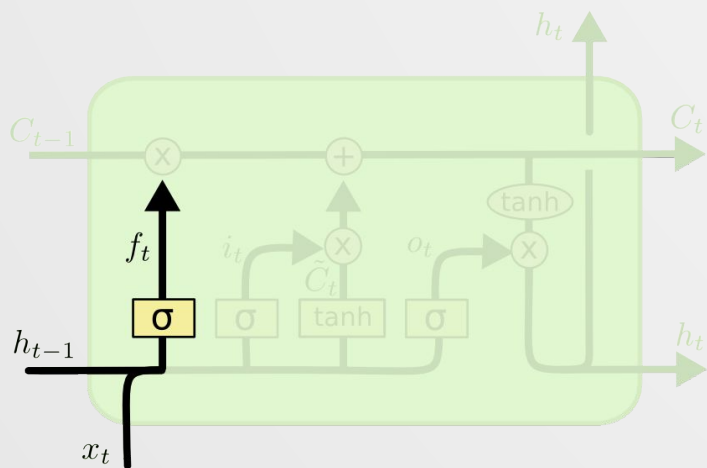 h_t
C_{t-1}
C_t
x
+
tanh
f_t
i_t
x
o_t
x
C̃_t
σ
σ
tanh
σ
h_{t-1}
h_t
x_t